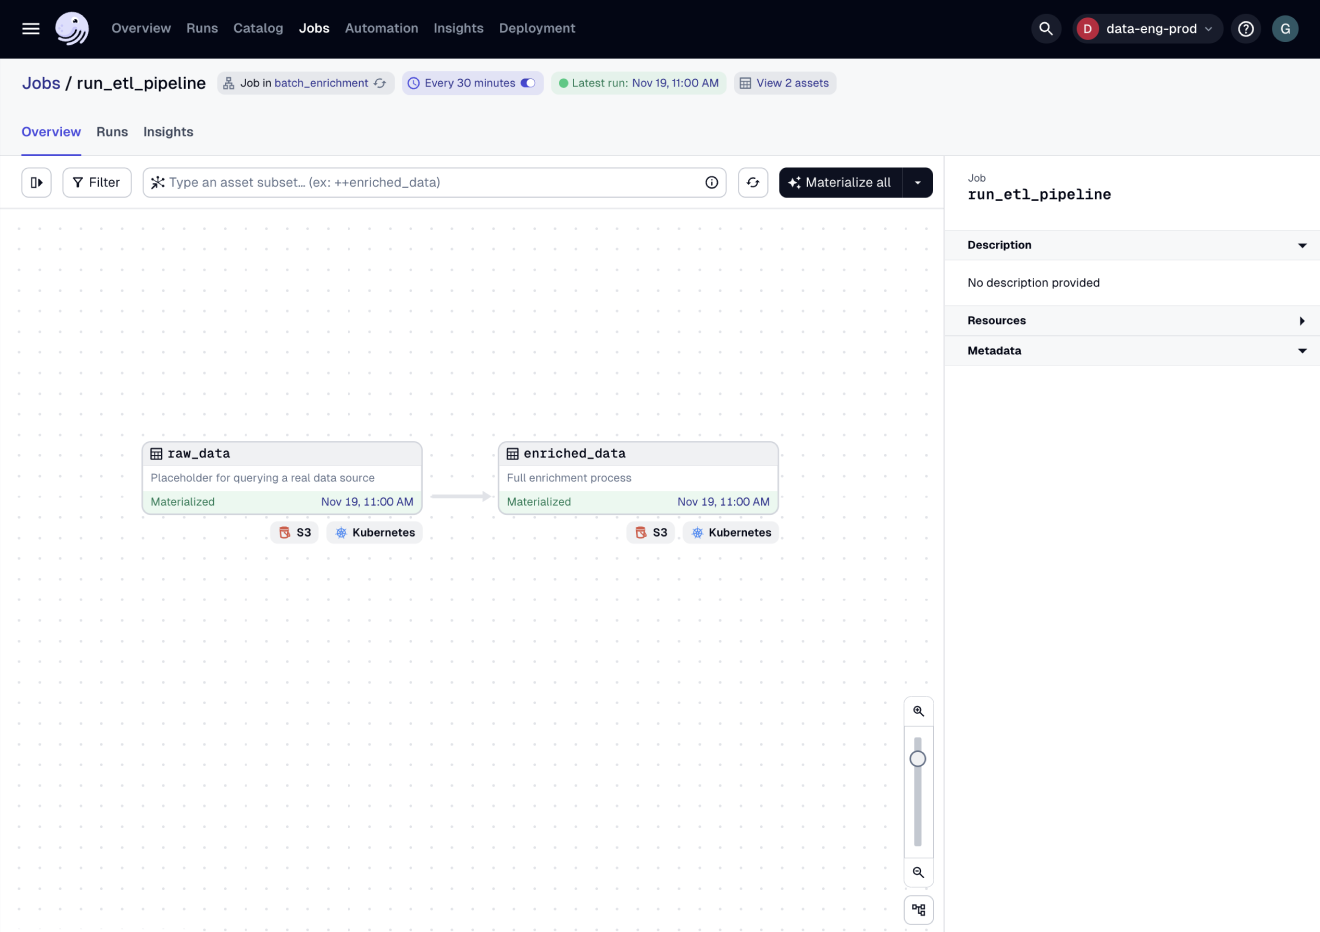 Overview Runs Catalog Jobs Automation Insights Deployment D data-eng-prod G
Jobs / run_etl_pipeline Job in batch_enrichment Every 30 minutes Latest run: Nov 19, 11:00 AM View 2 assets
Overview Runs Insights
Filter Type an asset subset... (ex: ++enriched_data) Materialize all
Job
run_etl_pipeline
Description
No description provided
Resources
Metadata
raw_data
Placeholder for querying a real data source
Materialized Nov 19, 11:00 AM
S3 Kubernetes
enriched_data
Full enrichment process
Materialized Nov 19, 11:00 AM
S3 Kubernetes